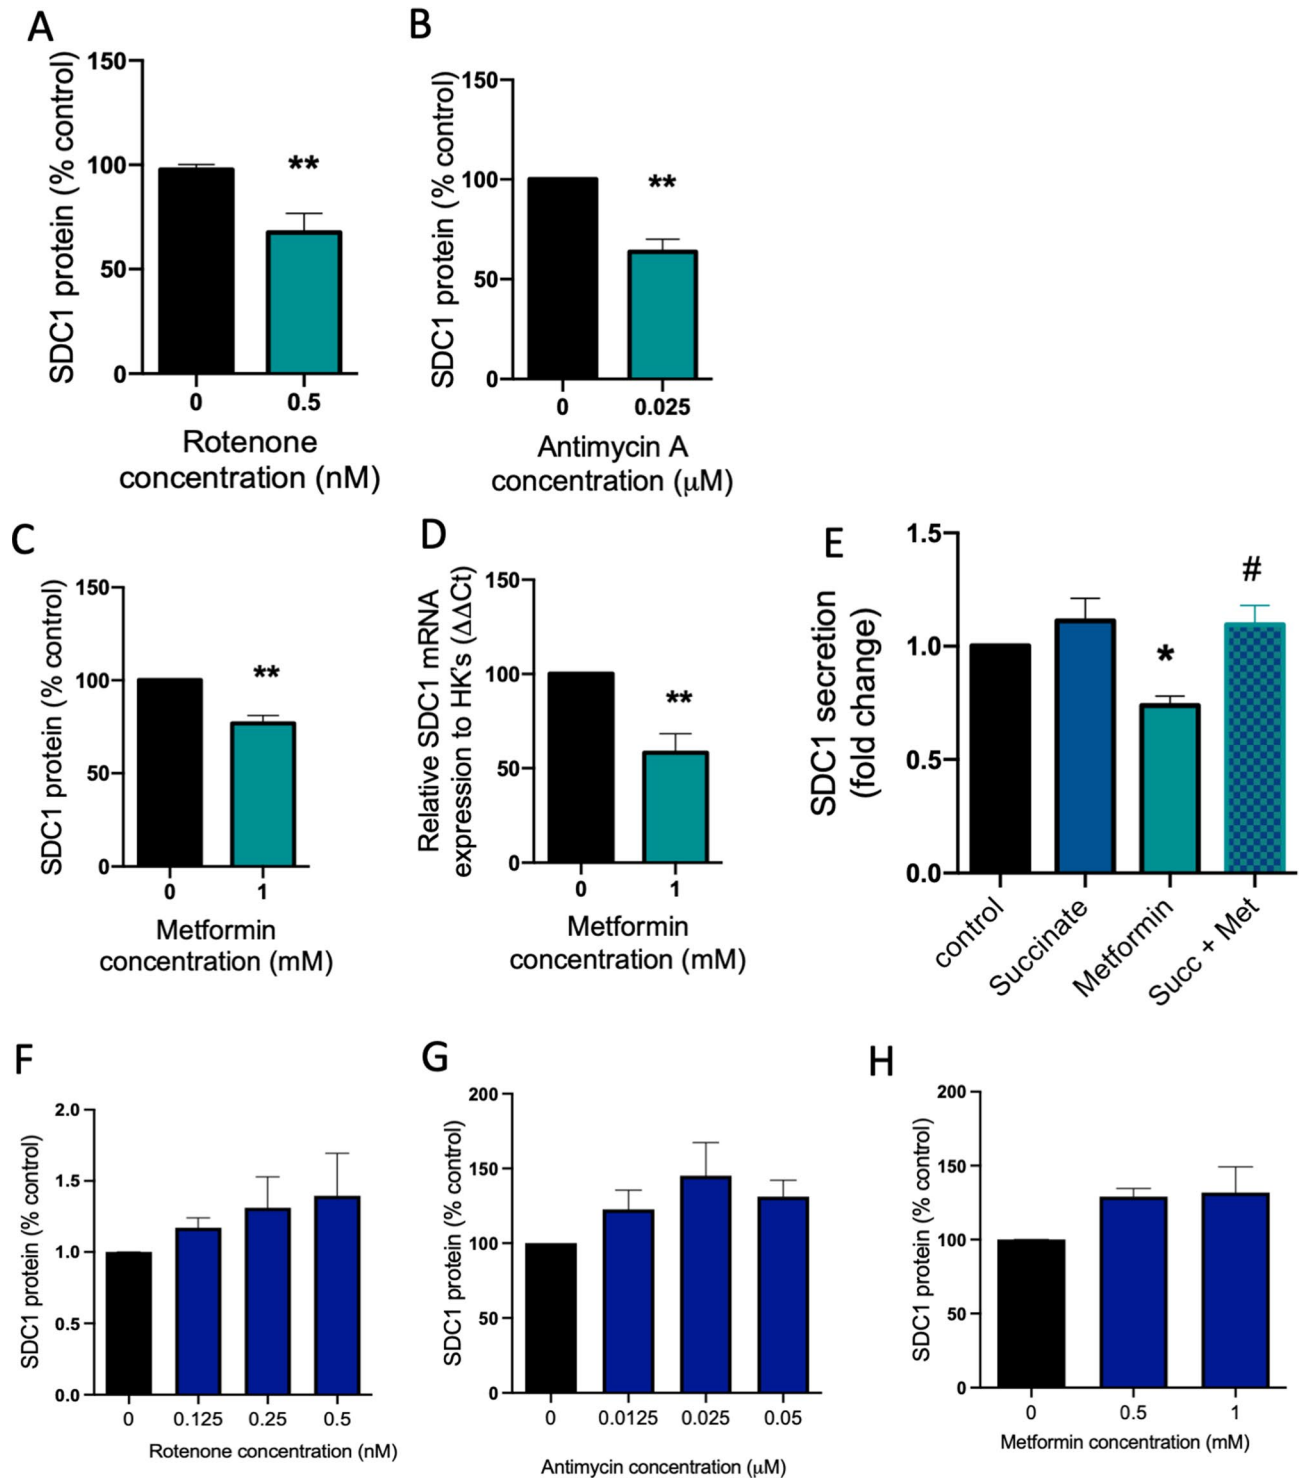 A
SDC1 protein (% control)
150
100
50
0
**
0 0.5
Rotenone
concentration (nM)
B
SDC1 protein (% control)
150
100
50
0
**
0 0.025
Antimycin A
concentration (μM)
C
SDC1 protein (% control)
150
100
50
0
**
0 1
Metformin
concentration (mM)
D
Relative SDC1 mRNA
expression to HK's (ΔΔCt)
150
100
50
0
**
0 1
Metformin
concentration (mM)
E
SDC1 secretion
(fold change)
1.5
1.0
0.5
0.0
*
#
control
Succinate
Metformin
Succ + Met
F
SDC1 protein (% control)
2.0
1.5
1.0
0.5
0.0
0 0.125 0.25 0.5
Rotenone concentration (nM)
G
SDC1 protein (% control)
200
150
100
50
0
0 0.0125 0.025 0.05
Antimycin concentration (μM)
H
SDC1 protein (% control)
200
150
100
50
0
0 0.5 1
Metformin concentration (mM)